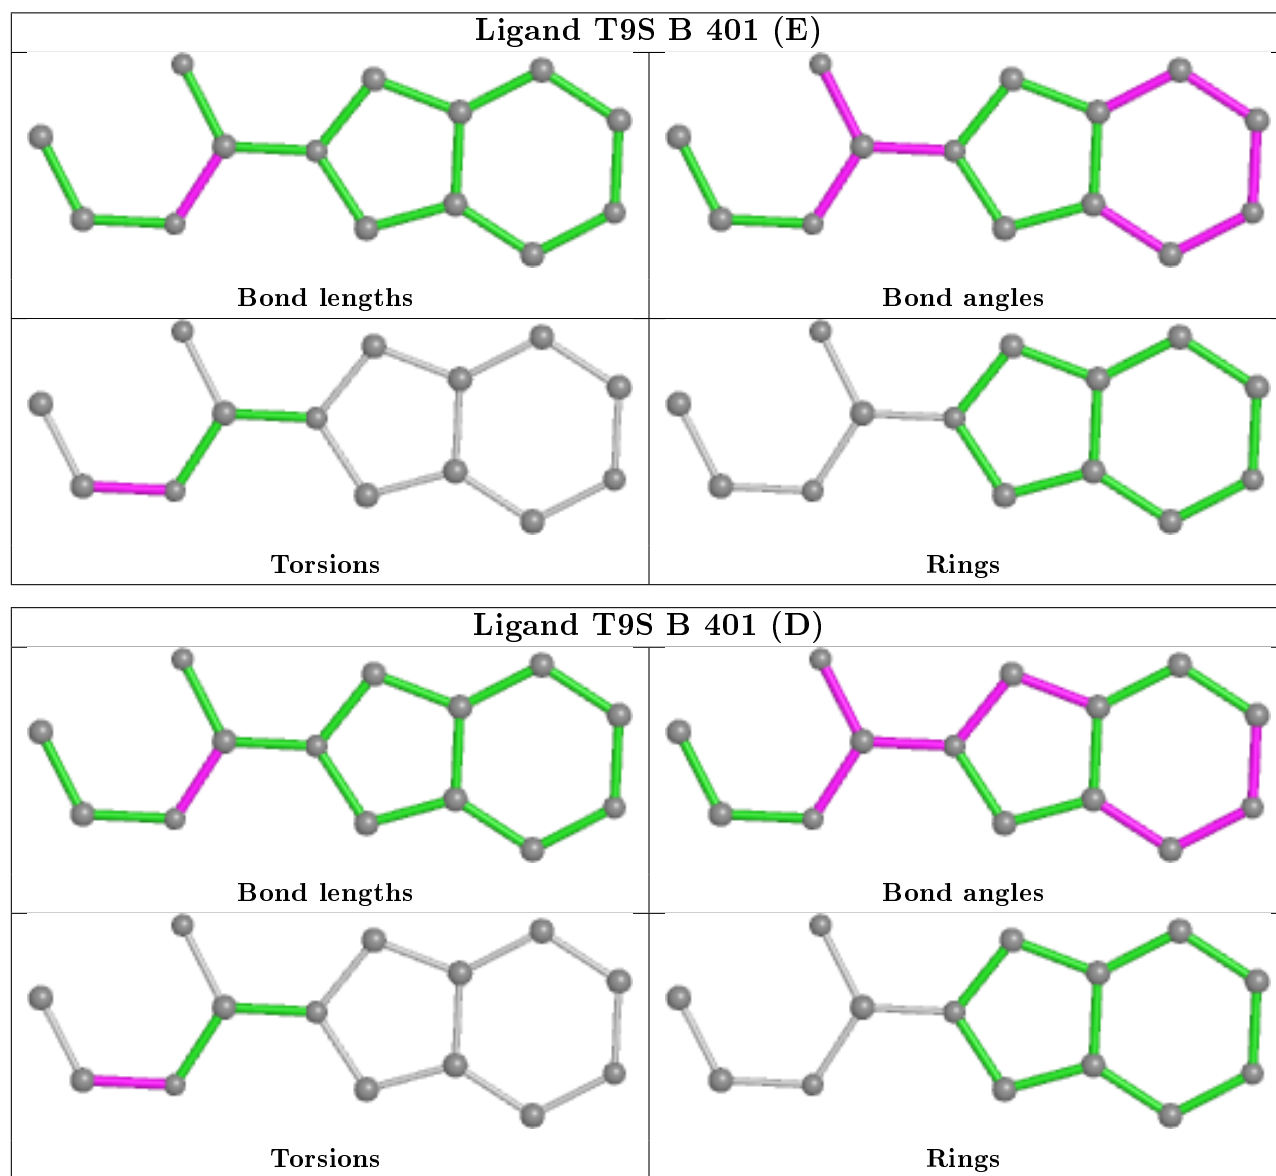 Ligand T9S B 401 (E)
Bond lengths
Bond angles
Torsions
Rings
Ligand T9S B 401 (D)
Bond lengths
Bond angles
Torsions
Rings